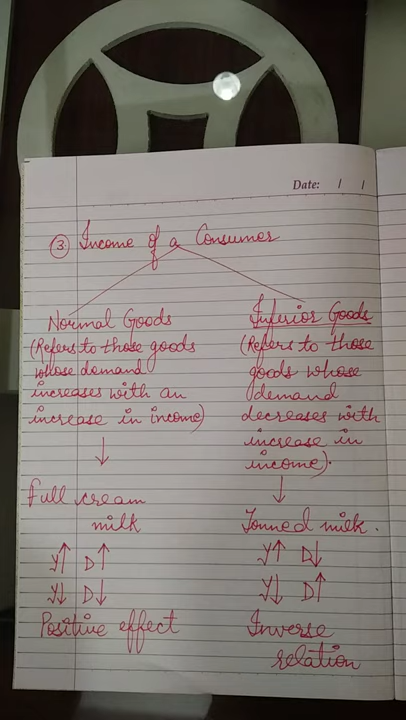 Date: / /
③ Income of a Consumer
Normal Goods
(Refers to those goods
whose demand
increases with an
increase in income)
↓
Full cream
milk
Y↑ D↑
Y↓ D↓
Positive effect
Inferior Goods
(Refers to those
goods whose
demand
decreases with
increase in
income).
↓
Tonned milk.
Y↑ D↓
Y↓ D↑
Inverse
relation